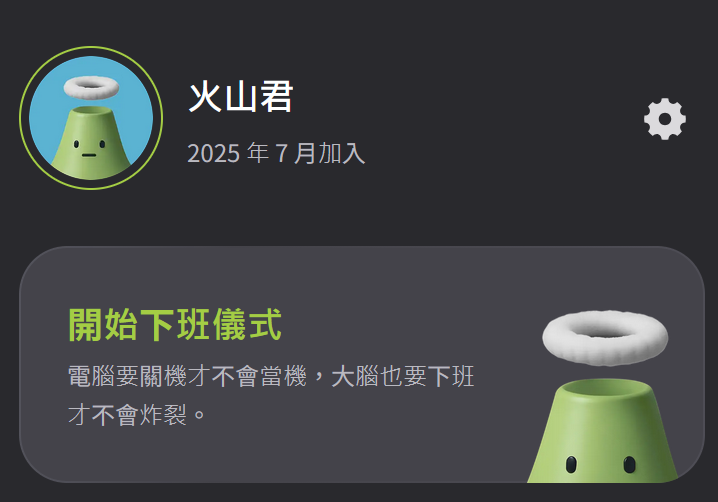 火山君
2025 年 7 月加入
開始下班儀式
電腦要關機才不會當機，大腦也要下班
才不會炸裂。